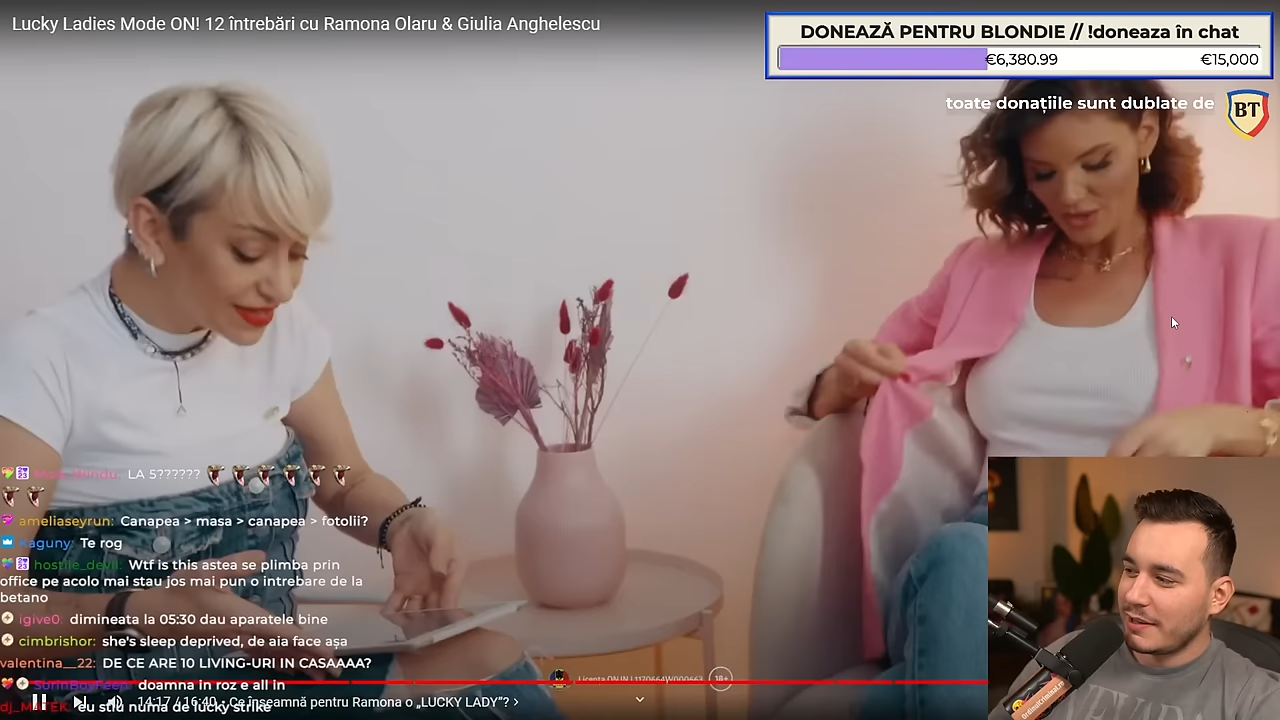 Lucky Ladies Mode ON! 12 întrebări cu Ramona Olaru & Giulia Anghelescu
DONEAZĂ PENTRU BLONDIE // !doneaza în chat
€6,380.99 €15,000
toate donațiile sunt dublate de BT
LA 5??????
ameliaseyrun: Canapea > masa > canapea > fotolii?
Kaguny: Te rog
hostile_devil: Wtf is this astea se plimba prin
office pe acolo mai stau jos mai pun o intrebare de la
betano
igive0: dimineata la 05:30 dau aparatele bine
cimbrishor: she's sleep deprived, de aia face așa
valentina__22: DE CE ARE 10 LIVING-URI IN CASAAAA?
doamna in roz e all in
14:17 / 16:40 · Ce înseamnă pentru Ramona o „LUCKY LADY”?
dj_MATEK: eu stiu numa de lucky strike
18+